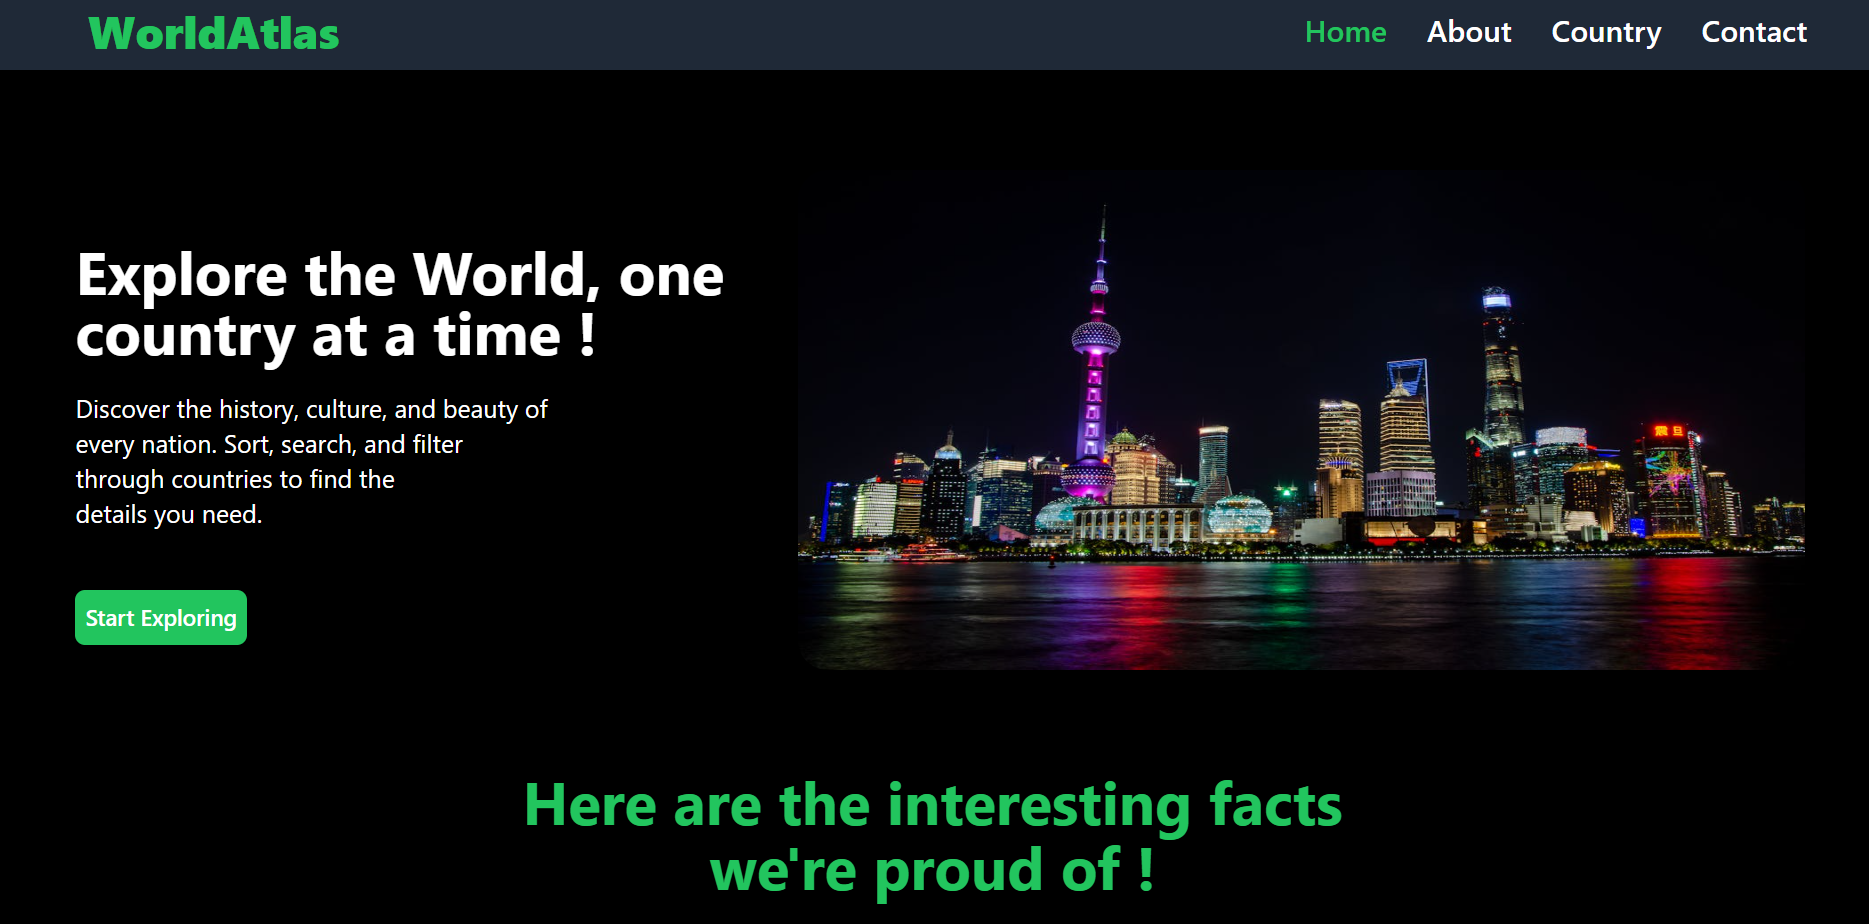 WorldAtlas
Home About Country Contact
Explore the World, one
country at a time !
Discover the history, culture, and beauty of
every nation. Sort, search, and filter
through countries to find the
details you need.
Start Exploring
震旦
Here are the interesting facts
we're proud of !